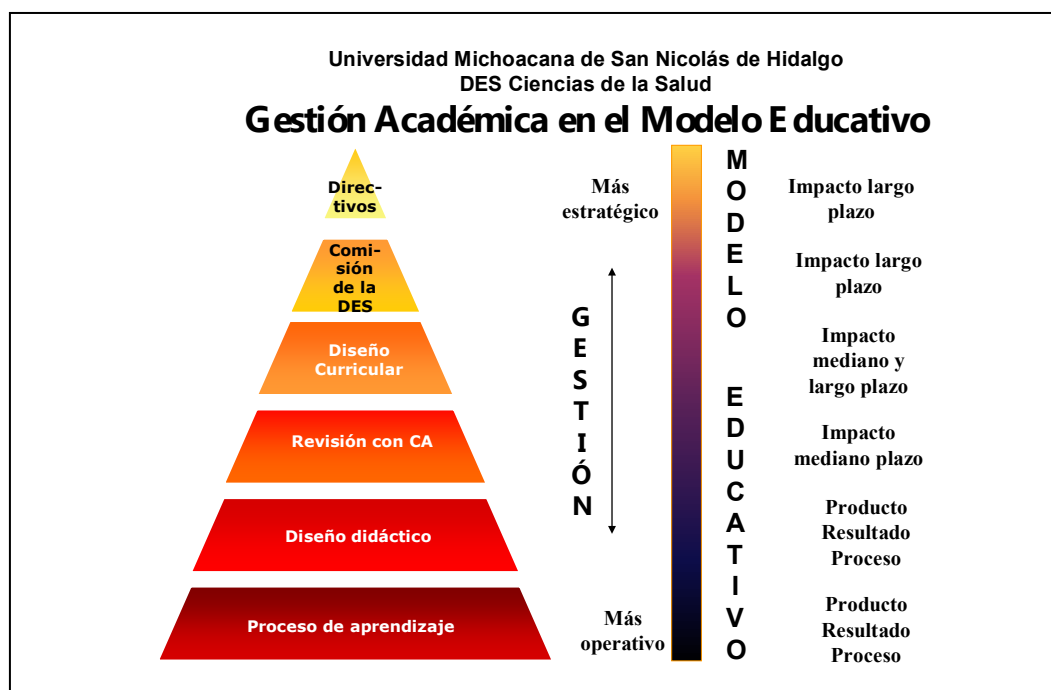 Universidad Michoacana de San Nicolás de Hidalgo
DES Ciencias de la Salud
Gestión Académica en el Modelo Educativo
Direc-
tivos
Comi-
sión
de la
DES
Diseño
Curricular
Revisión con CA
Diseño didáctico
Proceso de aprendizaje
Más
estratégico
GESTIÓN
Más
operativo
MODELO EDUCATIVO
Impacto largo
plazo
Impacto largo
plazo
Impacto
mediano y
largo plazo
Impacto
mediano plazo
Producto
Resultado
Proceso
Producto
Resultado
Proceso